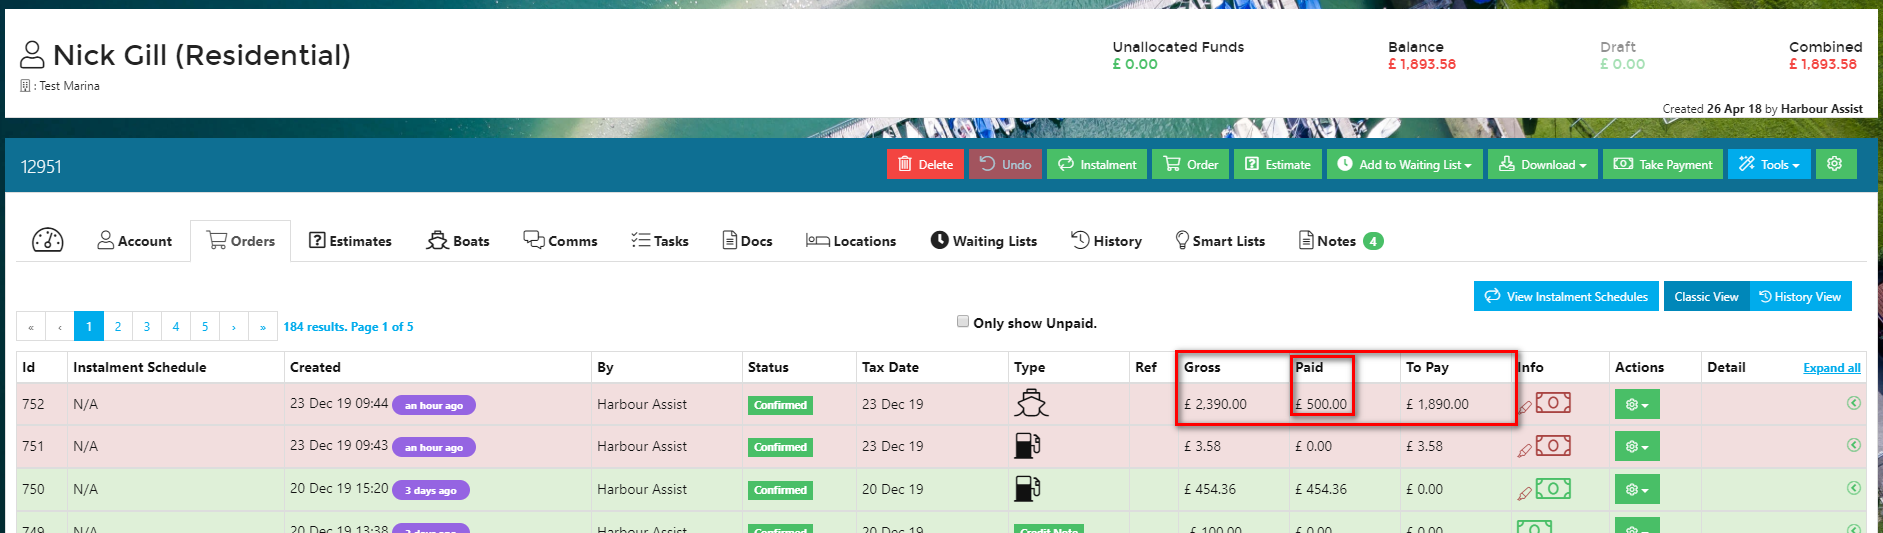 Nick Gill (Residential)
: Test Marina
Unallocated Funds
£ 0.00
Balance
£ 1,893.58
Draft
£ 0.00
Combined
£ 1,893.58
Created 26 Apr 18 by Harbour Assist
12951
Delete Undo Instalment Order Estimate Add to Waiting List Download Take Payment Tools
Account Orders Estimates Boats Comms Tasks Docs Locations Waiting Lists History Smart Lists Notes 4
View Instalment Schedules Classic View History View
« ‹ 1 2 3 4 5 › » 184 results. Page 1 of 5
Only show Unpaid.
Id Instalment Schedule Created By Status Tax Date Type Ref Gross Paid To Pay Info Actions Detail Expand all
752 N/A 23 Dec 19 09:44 an hour ago Harbour Assist Confirmed 23 Dec 19 £ 2,390.00 £ 500.00 £ 1,890.00
751 N/A 23 Dec 19 09:43 an hour ago Harbour Assist Confirmed 23 Dec 19 £ 3.58 £ 0.00 £ 3.58
750 N/A 20 Dec 19 15:20 3 days ago Harbour Assist Confirmed 20 Dec 19 £ 454.36 £ 454.36 £ 0.00
749 N/A 20 Dec 19 13:38 3 days ago Harbour Assist Confirmed 20 Dec 19 Credit Note £ -100.00 £ 0.00 £ 0.00